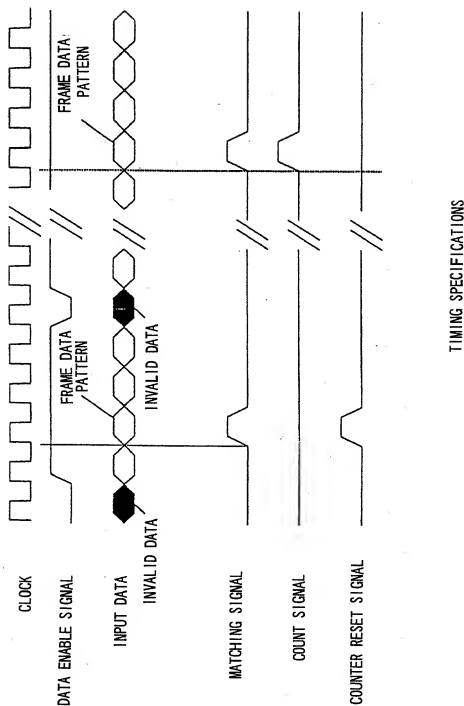 CLOCK
DATA ENABLE SIGNAL
INPUT DATA
INVALID DATA
FRAME DATA
PATTERN
INVALID DATA
FRAME DATA
PATTERN
MATCHING SIGNAL
COUNT SIGNAL
COUNTER RESET SIGNAL
TIMING SPECIFICATIONS